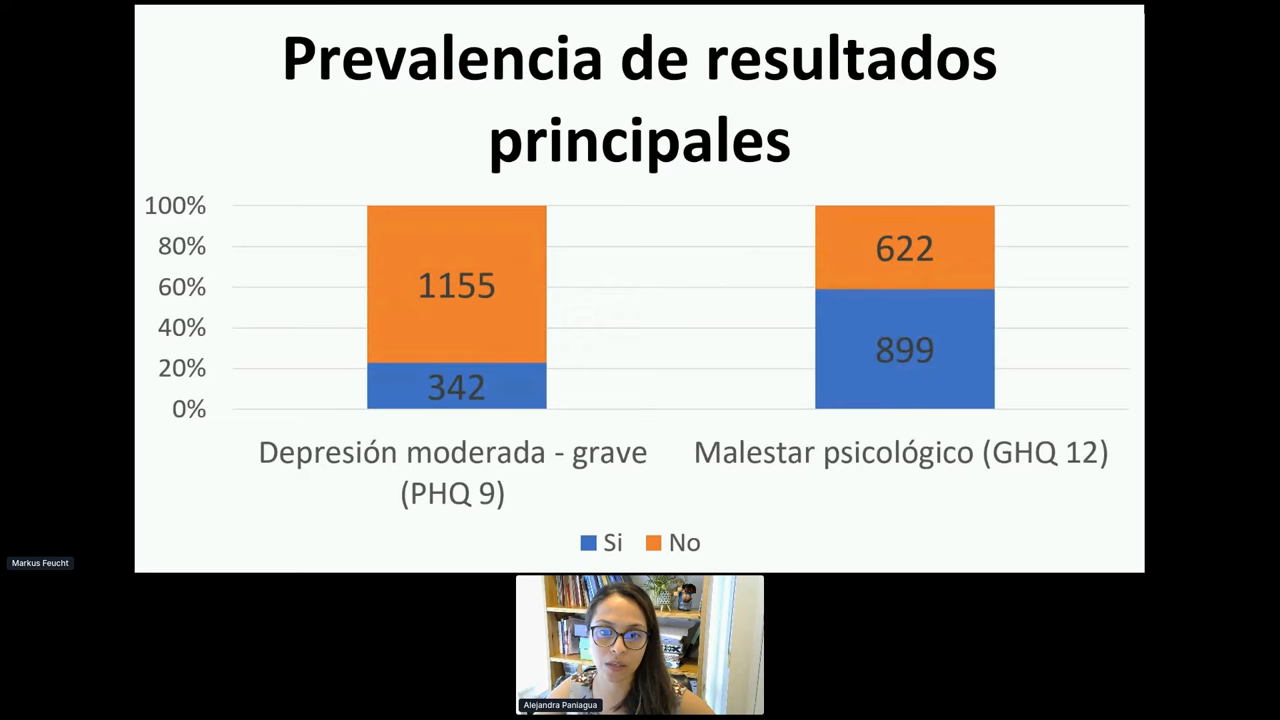 Prevalencia de resultados
principales
100%
80%
60%
40%
20%
0%
1155
342
622
899
Depresión moderada - grave
(PHQ 9)
Malestar psicológico (GHQ 12)
Si No
Markus Feucht
Alejandra Paniagua